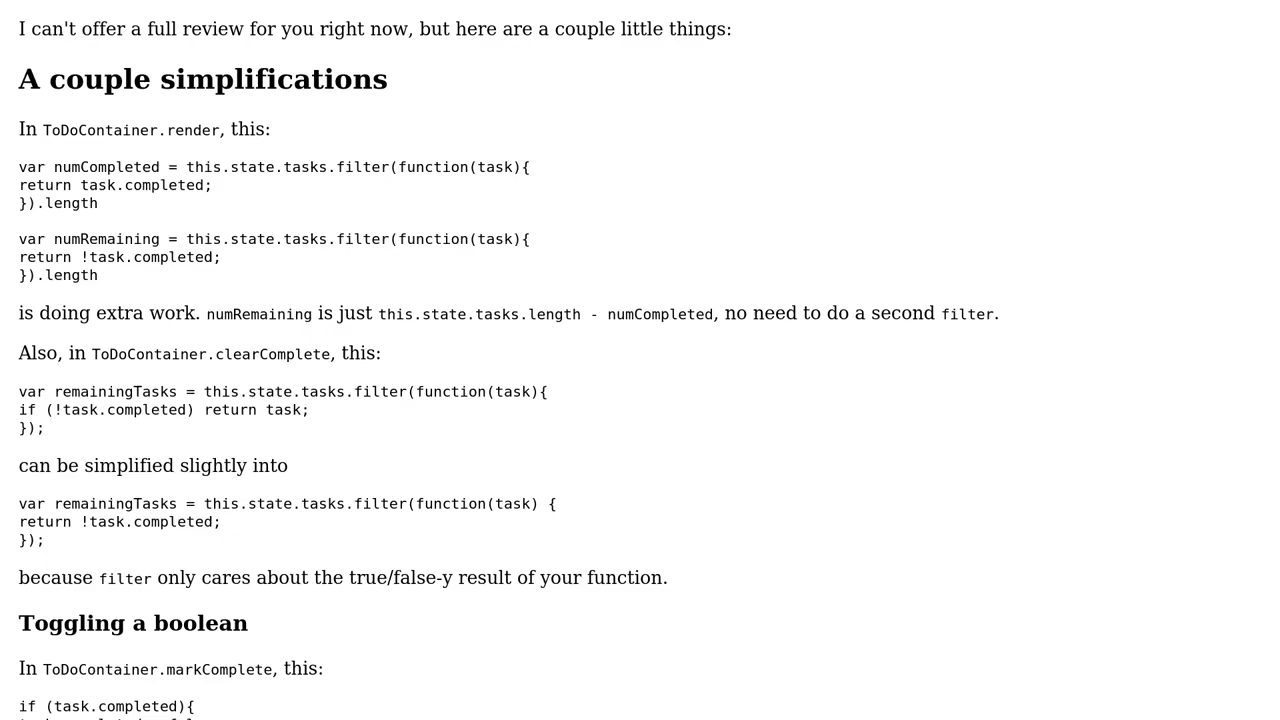 I can't offer a full review for you right now, but here are a couple little things:
A couple simplifications
In ToDoContainer.render, this:
var numCompleted = this.state.tasks.filter(function(task){
return task.completed;
}).length
var numRemaining = this.state.tasks.filter(function(task){
return !task.completed;
}).length
is doing extra work. numRemaining is just this.state.tasks.length - numCompleted, no need to do a second filter.
Also, in ToDoContainer.clearComplete, this:
var remainingTasks = this.state.tasks.filter(function(task){
if (!task.completed) return task;
});
can be simplified slightly into
var remainingTasks = this.state.tasks.filter(function(task) {
return !task.completed;
});
because filter only cares about the true/false-y result of your function.
Toggling a boolean
In ToDoContainer.markComplete, this:
if (task.completed){